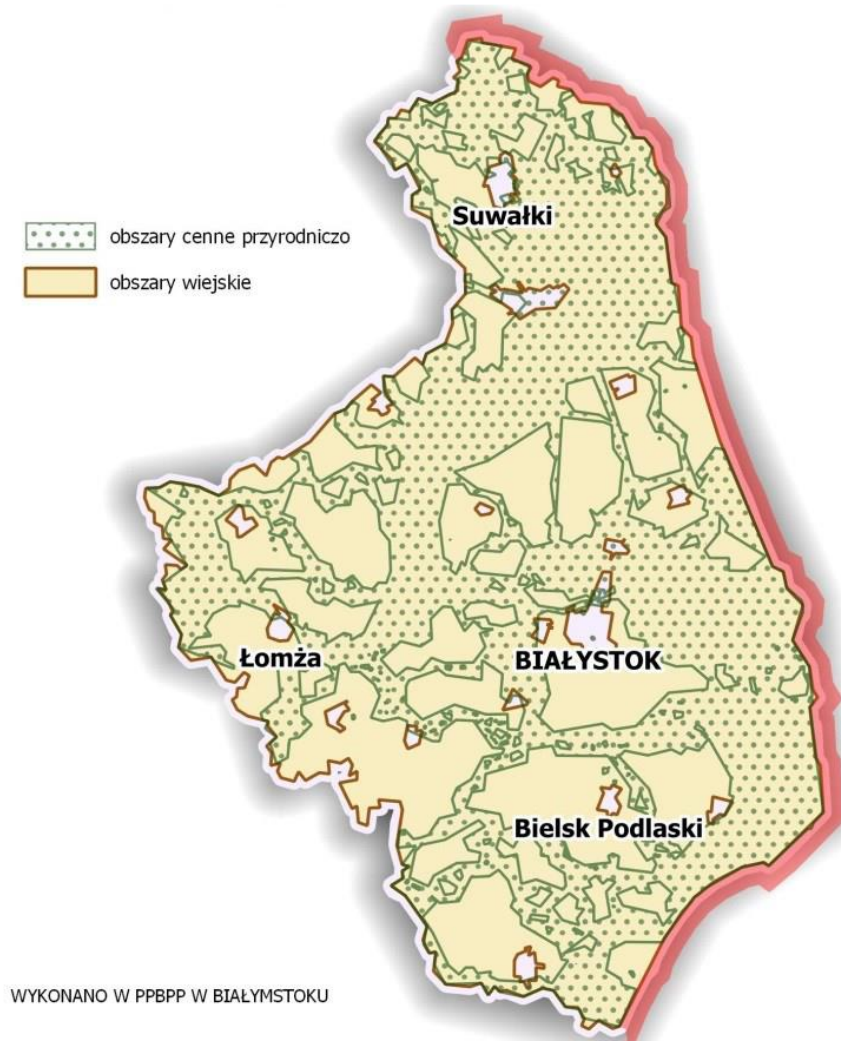 Suwałki
obszary cenne przyrodniczo
obszary wiejskie
Łomża
BIAŁYSTOK
Bielsk Podlaski
WYKONANO W PPBPP W BIAŁYMSTOKU